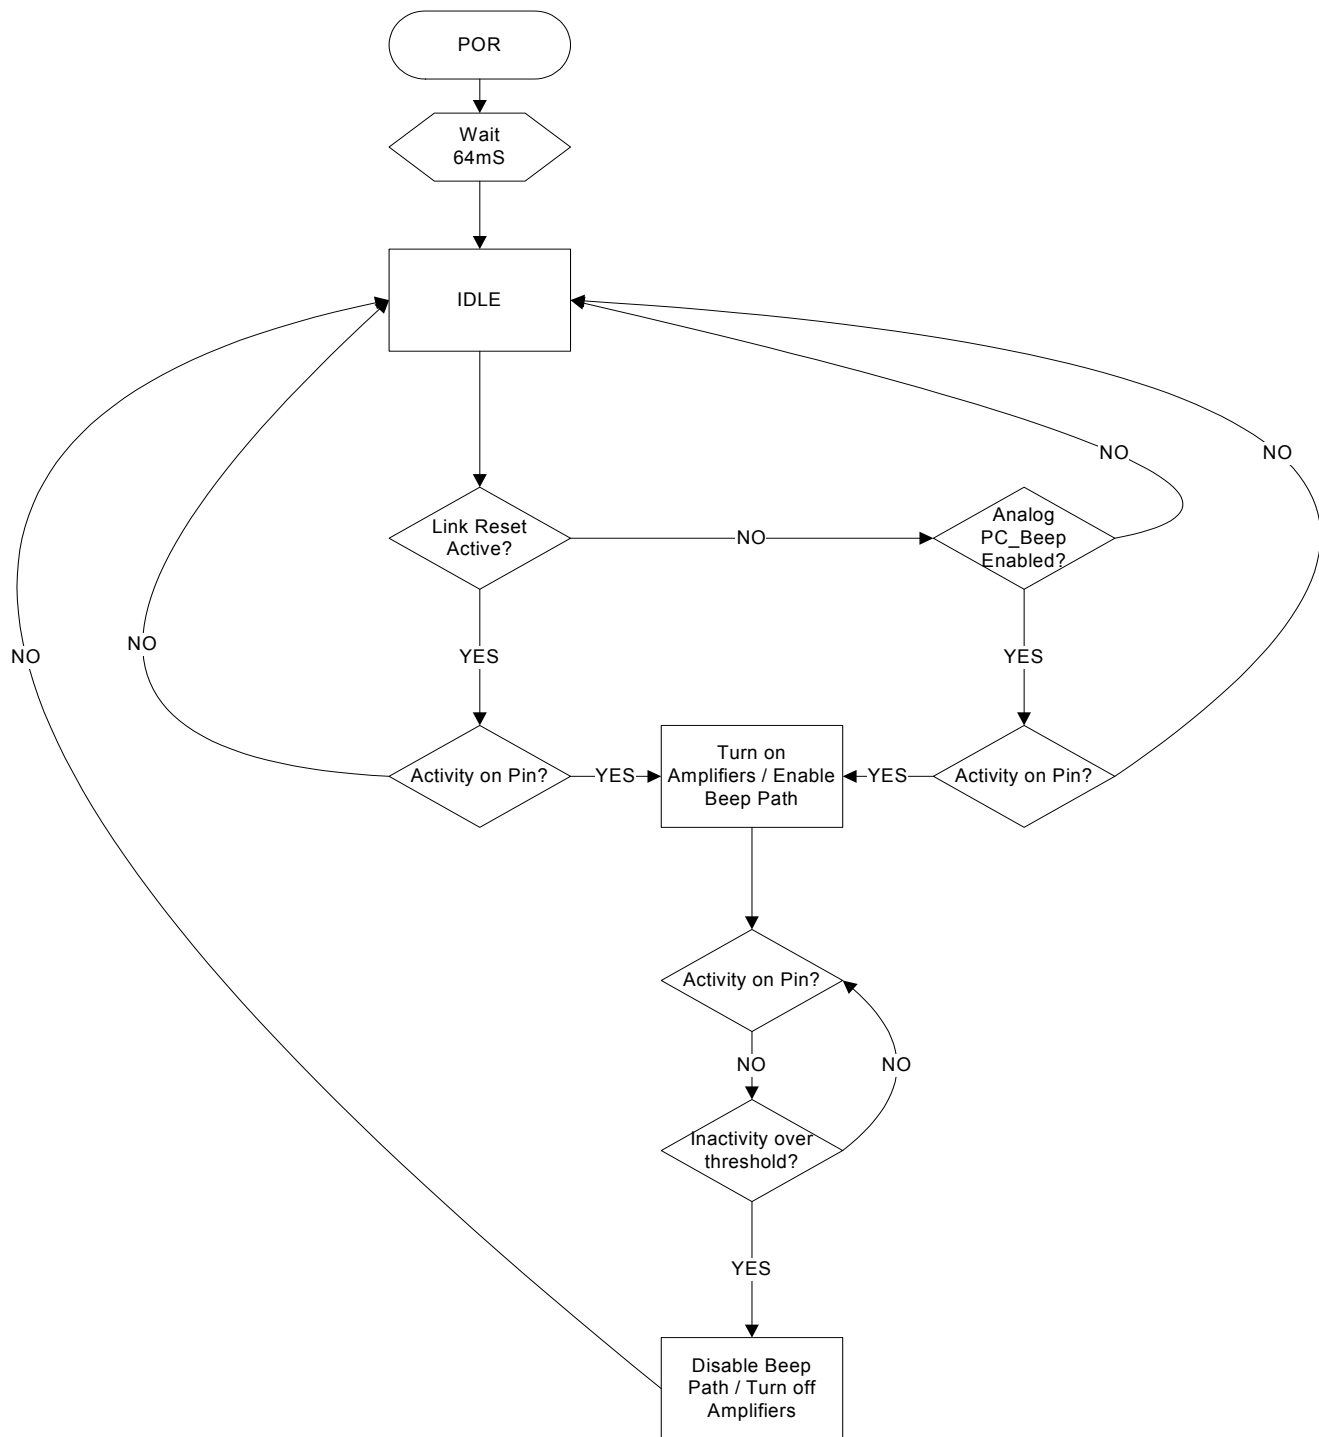 POR
Wait
64mS
IDLE
NO
NO
Link Reset
Active?
NO
Analog
PC_Beep
Enabled?
NO
NO
YES
YES
Activity on Pin?
YES
Turn on
Amplifiers / Enable
Beep Path
YES
Activity on Pin?
Activity on Pin?
NO
NO
Inactivity over
threshold?
YES
Disable Beep
Path / Turn off
Amplifiers